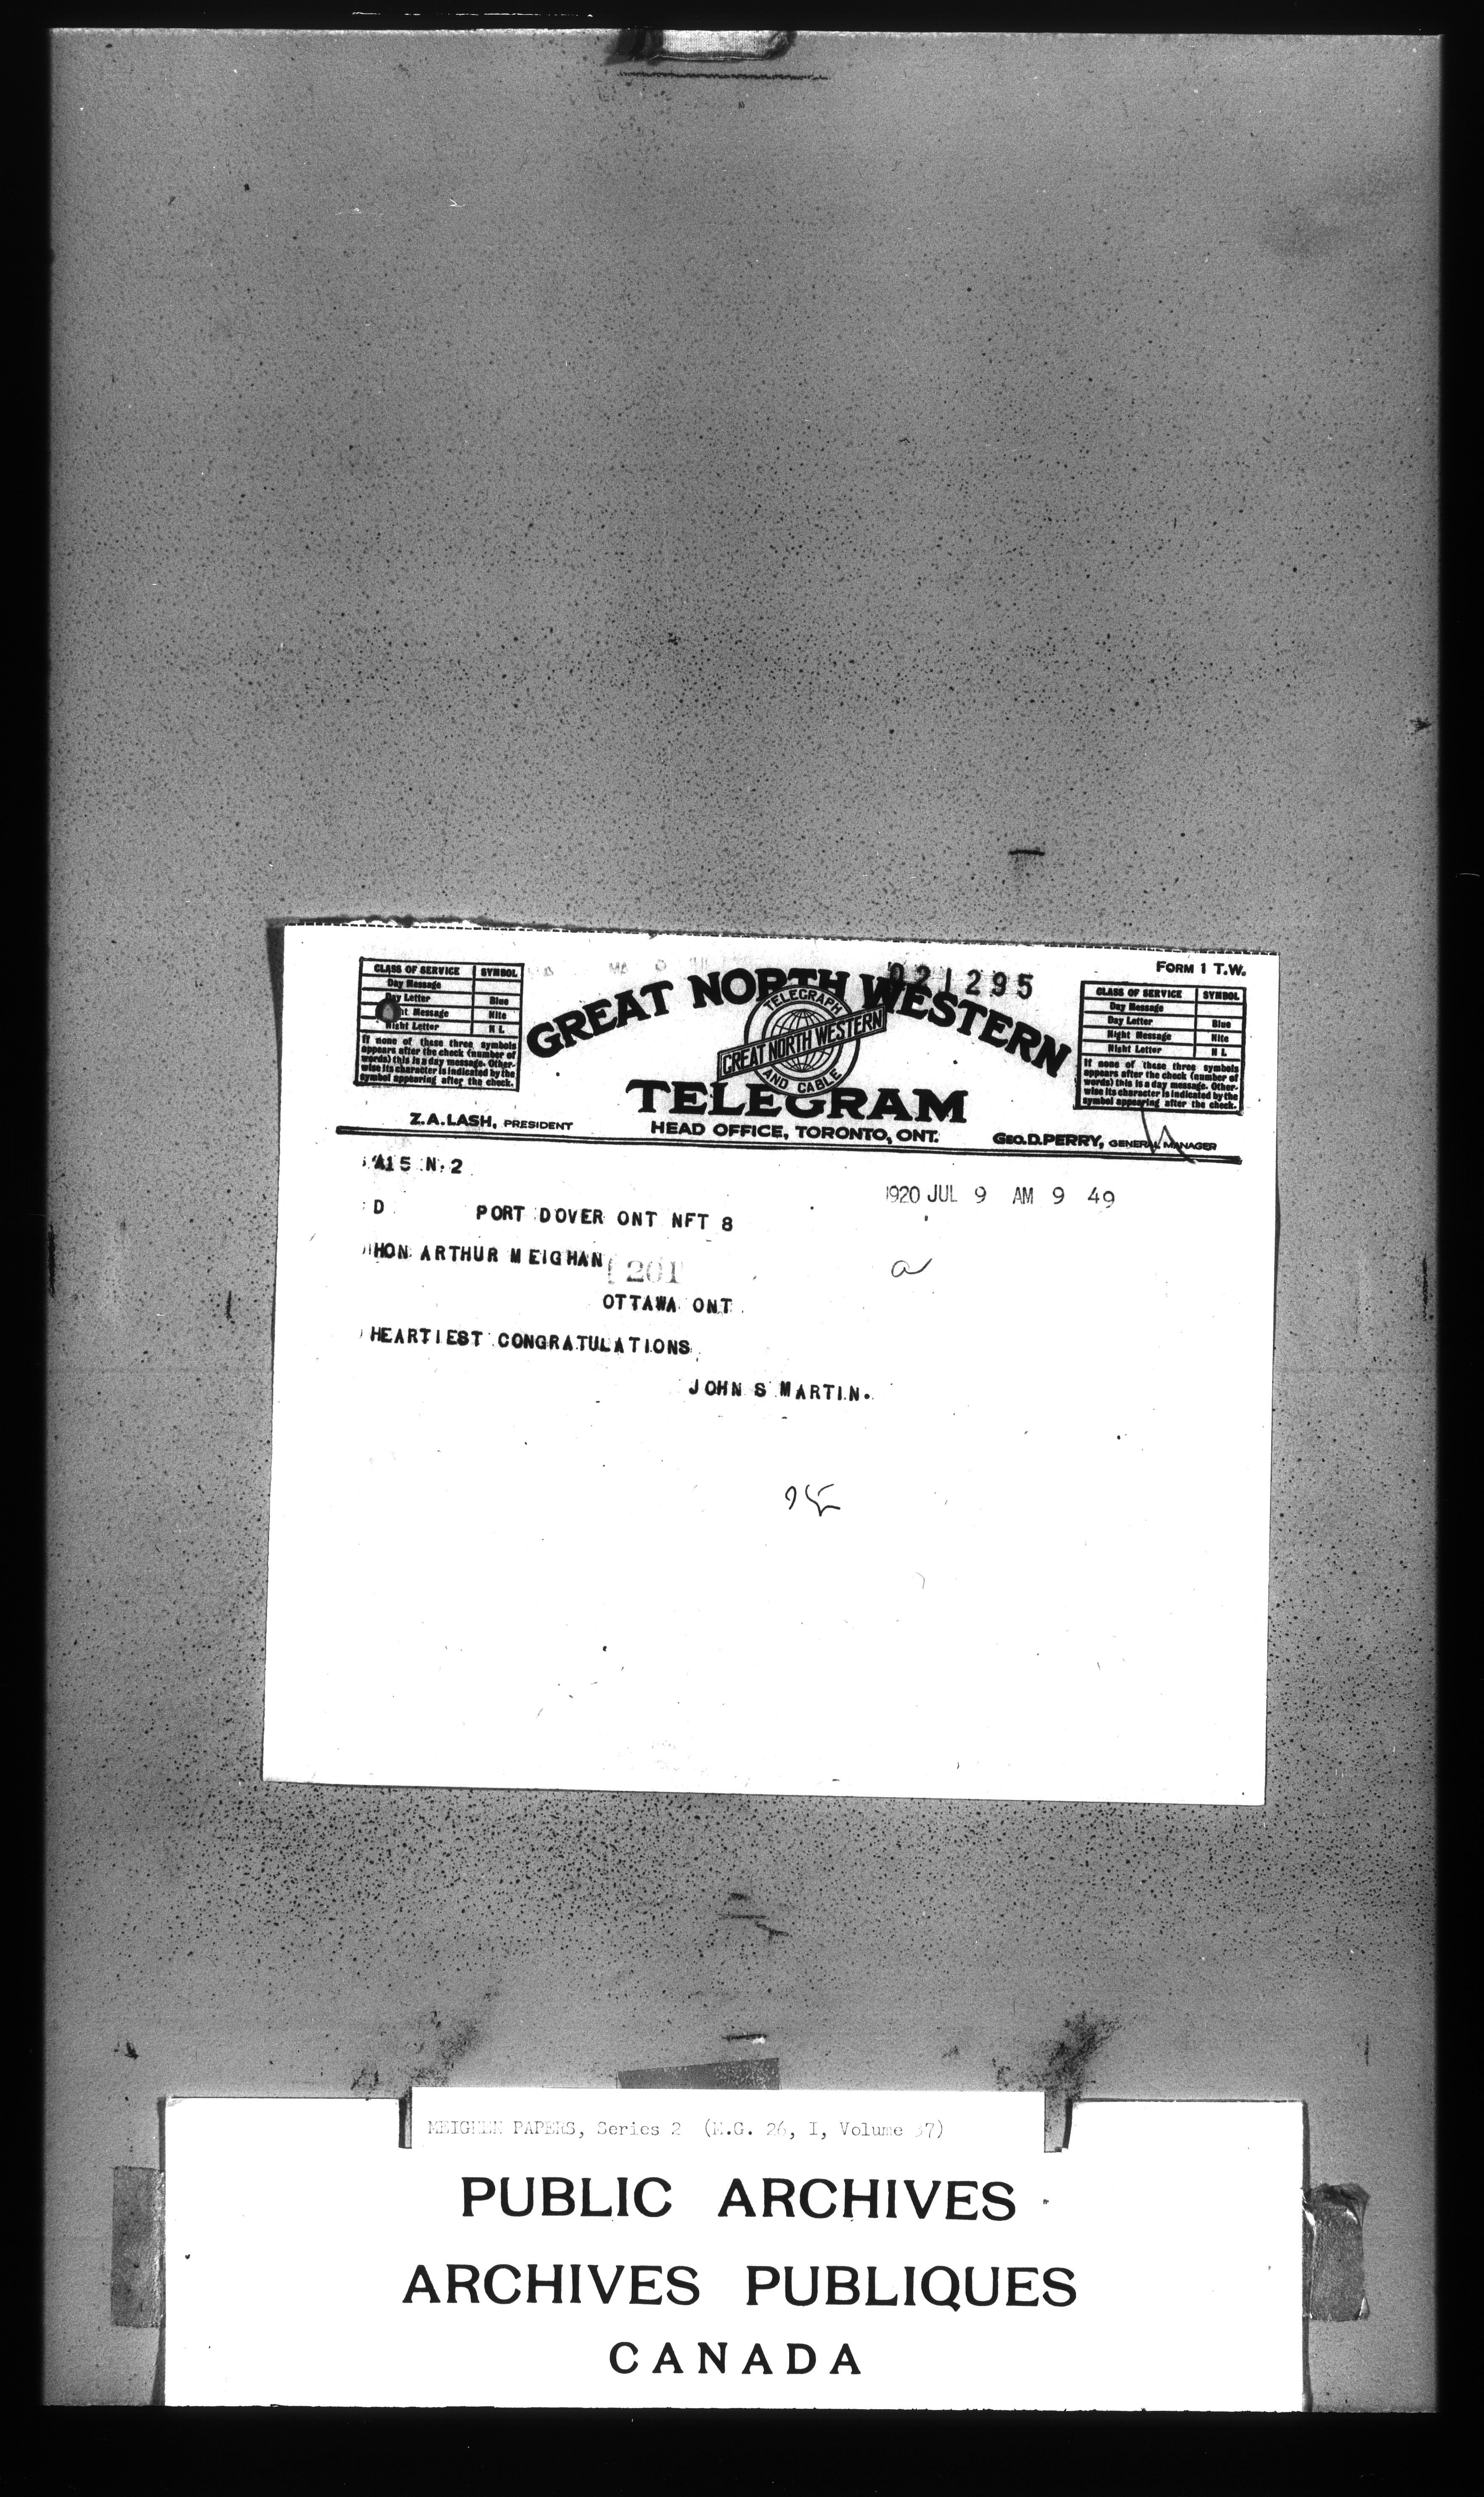 021295
FORM 1 T.W.
CLASS OF SERVICE SYMBOL
Day Message
Day Letter Blue
Night Message Nite
Night Letter N L
If none of these three symbols
appears after the check (number of
words) this is a day message. Other-
wise its character is indicated by the
symbol appearing after the check.
GREAT NORTH WESTERN
TELEGRAPH
GREAT NORTH WESTERN
AND CABLE
TELEGRAM
CLASS OF SERVICE SYMBOL
Day Message
Day Letter Blue
Night Message Nite
Night Letter N L
If none of these three symbols
appears after the check (number of
words) this is a day message. Other-
wise its character is indicated by the
symbol appearing after the check.
Z.A.LASH, PRESIDENT HEAD OFFICE, TORONTO, ONT. GEO.D.PERRY, GENERAL MANAGER
A15 N.2
1920 JUL 9 AM 9 49
D PORT DOVER ONT NFT 8
HON ARTHUR MEIGHAN
201
a
OTTAWA ONT
HEARTIEST CONGRATULATIONS
JOHN S MARTIN.
MEIGHEN PAPERS, Series 2 (M.G. 26, I, Volume 37)
PUBLIC ARCHIVES
ARCHIVES PUBLIQUES
CANADA